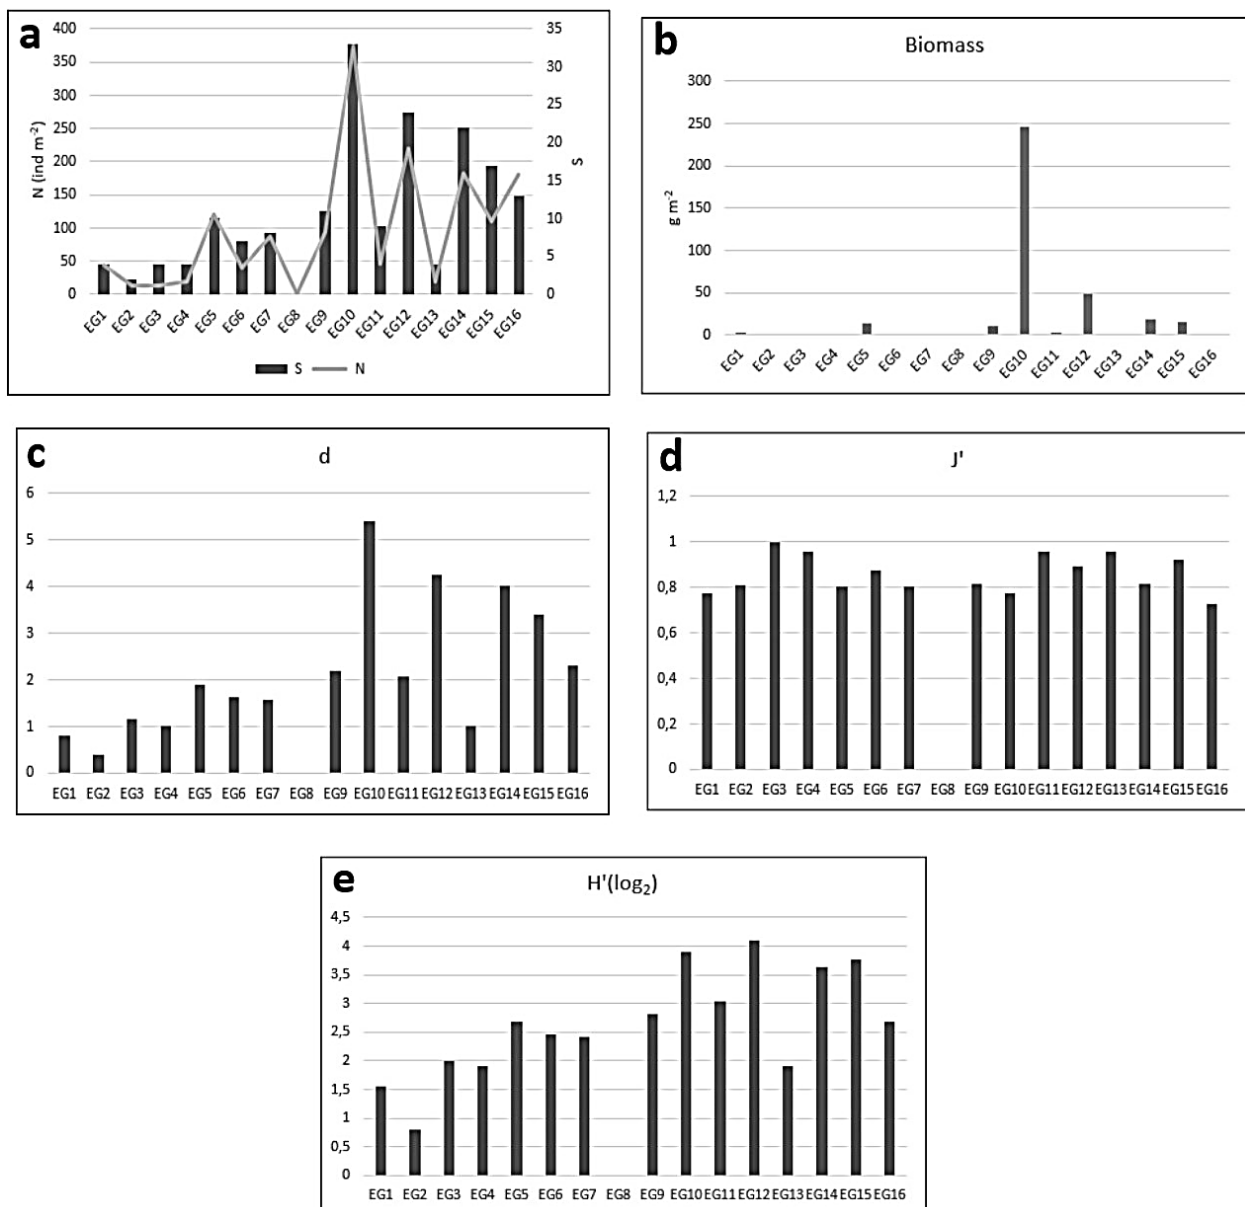 a
400
350
300
250
200
150
100
50
0
N (ind m⁻²)
35
30
25
20
15
10
5
0
S
EG1 EG2 EG3 EG4 EG5 EG6 EG7 EG8 EG9 EG10 EG11 EG12 EG13 EG14 EG15 EG16
S N
b
Biomass
300
250
200
150
100
50
0
g m⁻²
EG1 EG2 EG3 EG4 EG5 EG6 EG7 EG8 EG9 EG10 EG11 EG12 EG13 EG14 EG15 EG16
c
d
6
5
4
3
2
1
0
EG1 EG2 EG3 EG4 EG5 EG6 EG7 EG8 EG9 EG10 EG11 EG12 EG13 EG14 EG15 EG16
d
J'
1,2
1
0,8
0,6
0,4
0,2
0
EG1 EG2 EG3 EG4 EG5 EG6 EG7 EG8 EG9 EG10 EG11 EG12 EG13 EG14 EG15 EG16
e
H'(log₂)
4,5
4
3,5
3
2,5
2
1,5
1
0,5
0
EG1 EG2 EG3 EG4 EG5 EG6 EG7 EG8 EG9 EG10 EG11 EG12 EG13 EG14 EG15 EG16